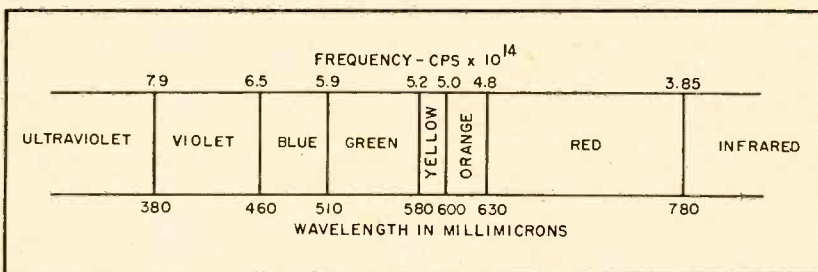 FREQUENCY - CPS x 10^14
7.9 6.5 5.9 5.2 5.0 4.8 3.85
ULTRAVIOLET VIOLET BLUE GREEN YELLOW ORANGE RED INFRARED
380 460 510 580 600 630 780
WAVELENGTH IN MILLIMICRONS